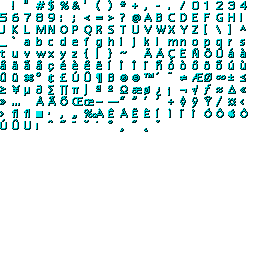 ! " # $ % & ' ( ) * + , - . / 0 1 2 3 4
5 6 7 8 9 : ; < = > ? @ A B C D E F G H I
J K L M N O P Q R S T U V W X Y Z [ \ ] ^
_ ` a b c d e f g h i j k l m n o p q r s
t u v w x y z { | } ~ Ä Å Ç É Ñ Ö Ü á à
â ä ã å ç é è ê ë í ì î ï ñ ó ò ô ö õ ú ù
û ü ° ¢ £ ¶ ß ® © ™ ´ ¨ ≠ Æ Ø ∞ ± ≤
≥ ¥ µ ∂ ∑ ∏ π ∫ ª º Ω æ ø ¿ ¡ ¬ √ ƒ ≈ ∆ «
» … À Ã Õ Œ œ – — “ ” ‘ ’ ÷ ◊ ÿ Ÿ ⁄ ¤ ‹
› ﬁ ﬂ · ‚ „ ‰ Â Ê Á Ë È Í Î Ï Ì Ó Ô Ò
Ú Û Ù ı ˆ ˜ ¯ ˘ ˙ ˚ ¸ ˝ ˛ ˇ